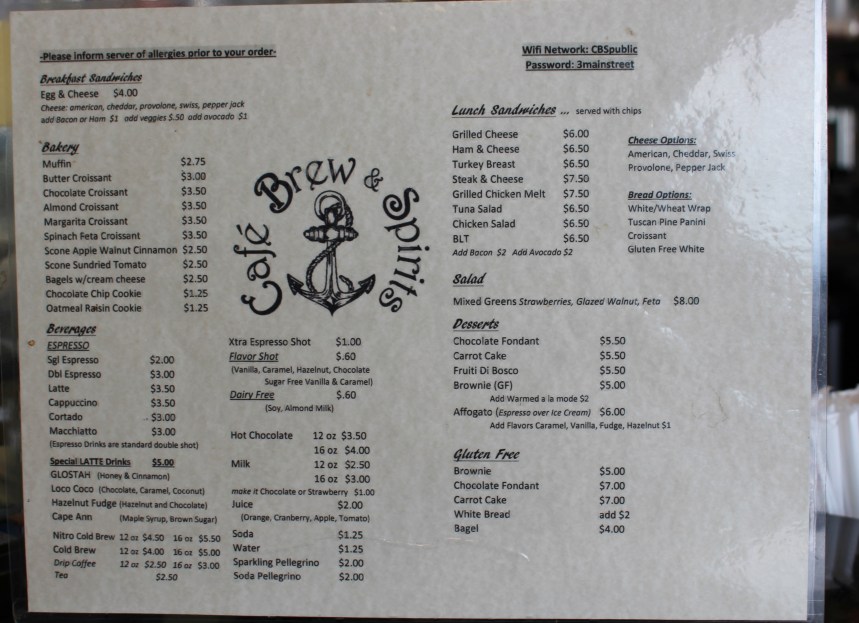 -Please inform server of allergies prior to your order-
Breakfast Sandwiches
Egg & Cheese $4.00
Cheese: american, cheddar, provolone, swiss, pepper jack
add Bacon or Ham $1 add veggies $.50 add avocado $1
Bakery
Muffin $2.75
Butter Croissant $3.00
Chocolate Croissant $3.50
Almond Croissant $3.50
Margarita Croissant $3.50
Spinach Feta Croissant $3.50
Scone Apple Walnut Cinnamon $2.50
Scone Sundried Tomato $2.50
Bagels w/cream cheese $2.50
Chocolate Chip Cookie $1.25
Oatmeal Raisin Cookie $1.25
Beverages
ESPRESSO
Sgl Espresso $2.00
Dbl Espresso $3.00
Latte $3.50
Cappuccino $3.50
Cortado $3.00
Macchiatto $3.00
(Espresso Drinks are standard double shot)
Special LATTE Drinks $5.00
GLOSTAH (Honey & Cinnamon)
Loco Coco (Chocolate, Caramel, Coconut)
Hazelnut Fudge (Hazelnut and Chocolate)
Cape Ann (Maple Syrup, Brown Sugar)
Nitro Cold Brew 12 oz $4.50 16 oz $5.50
Cold Brew 12 oz $4.00 16 oz $5.00
Drip Coffee 12 oz $2.50 16 oz $3.00
Tea $2.50
Café Brew & Spirits
Xtra Espresso Shot $1.00
Flavor Shot $.60
(Vanilla, Caramel, Hazelnut, Chocolate
Sugar Free Vanilla & Caramel)
Dairy Free $.60
(Soy, Almond Milk)
Hot Chocolate 12 oz $3.50
16 oz $4.00
Milk 12 oz $2.50
16 oz $3.00
make it Chocolate or Strawberry $1.00
Juice $2.00
(Orange, Cranberry, Apple, Tomato)
Soda $1.25
Water $1.25
Sparkling Pellegrino $2.00
Soda Pellegrino $2.00
Wifi Network: CBSpublic
Password: 3mainstreet
Lunch Sandwiches ... served with chips
Grilled Cheese $6.00
Ham & Cheese $6.50
Turkey Breast $6.50
Steak & Cheese $7.50
Grilled Chicken Melt $7.50
Tuna Salad $6.50
Chicken Salad $6.50
BLT $6.50
Add Bacon $2 Add Avocado $2
Cheese Options:
American, Cheddar, Swiss
Provolone, Pepper Jack
Bread Options:
White/Wheat Wrap
Tuscan Pine Panini
Croissant
Gluten Free White
Salad
Mixed Greens Strawberries, Glazed Walnut, Feta $8.00
Desserts
Chocolate Fondant $5.50
Carrot Cake $5.50
Fruiti Di Bosco $5.50
Brownie (GF) $5.00
Add Warmed a la mode $2
Affogato (Espresso over Ice Cream) $6.00
Add Flavors Caramel, Vanilla, Fudge, Hazelnut $1
Gluten Free
Brownie $5.00
Chocolate Fondant $7.00
Carrot Cake $7.00
White Bread add $2
Bagel $4.00